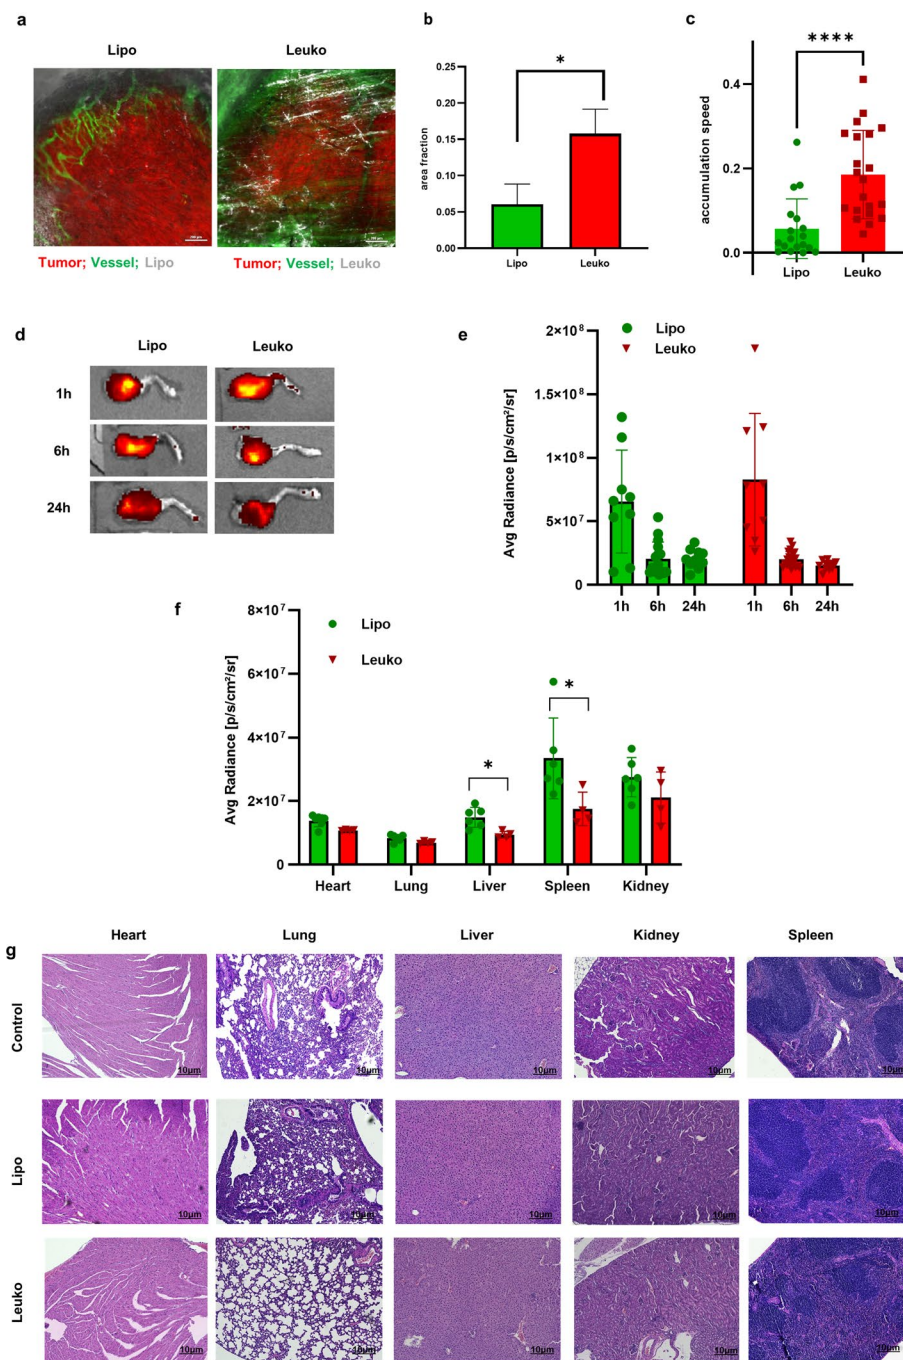 a
Lipo
Leuko
Tumor; Vessel; Lipo
Tumor; Vessel; Leuko
b
0.25
0.20
0.15
0.10
0.05
0.00
area fraction
*
Lipo
Leuko
c
0.4
0.2
0.0
accumulation speed
****
Lipo
Leuko
d
Lipo
Leuko
1h
6h
24h
e
2×10⁸
1.5×10⁸
1×10⁸
5×10⁷
0
Avg Radiance [p/s/cm²/sr]
Lipo
Leuko
1h 6h 24h 1h 6h 24h
f
8×10⁷
6×10⁷
4×10⁷
2×10⁷
0
Avg Radiance [p/s/cm²/sr]
Lipo
Leuko
*
*
Heart Lung Liver Spleen Kidney
g
Heart Lung Liver Kidney Spleen
Control
10μm 10μm 10μm 10μm 10μm
Lipo
10μm 10μm 10μm 10μm 10μm
Leuko
10μm 10μm 10μm 10μm 10μm